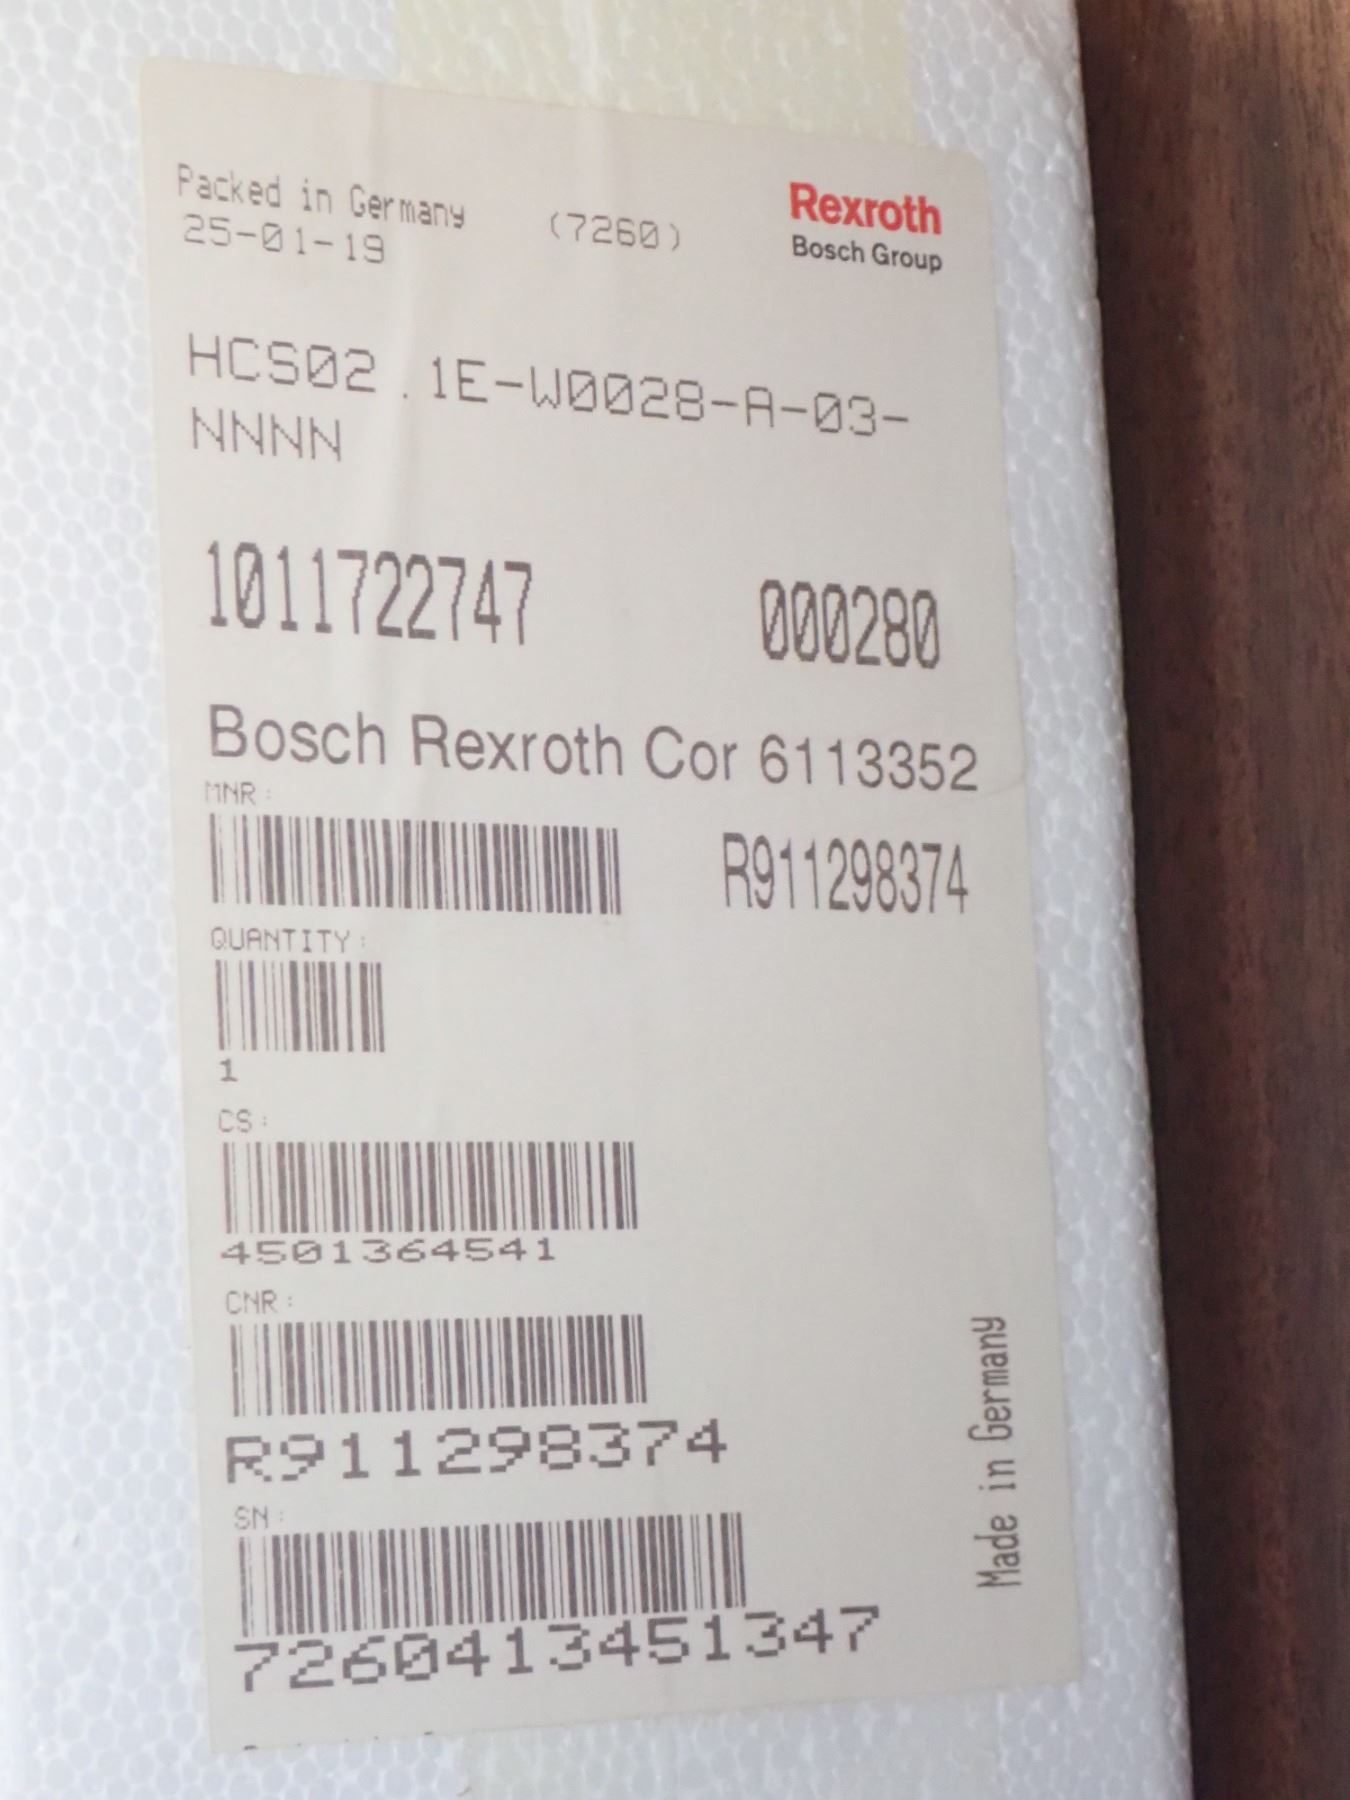 Packed in Germany (7260)
25-01-19
Rexroth
Bosch Group
HCS02.1E-W0028-A-03-
NNNN
1011722747 000280
Bosch Rexroth Cor 6113352
MNR:
R911298374
QUANTITY:
1
CS:
4501364541
CNR:
R911298374
SN:
7260413451347
Made in Germany